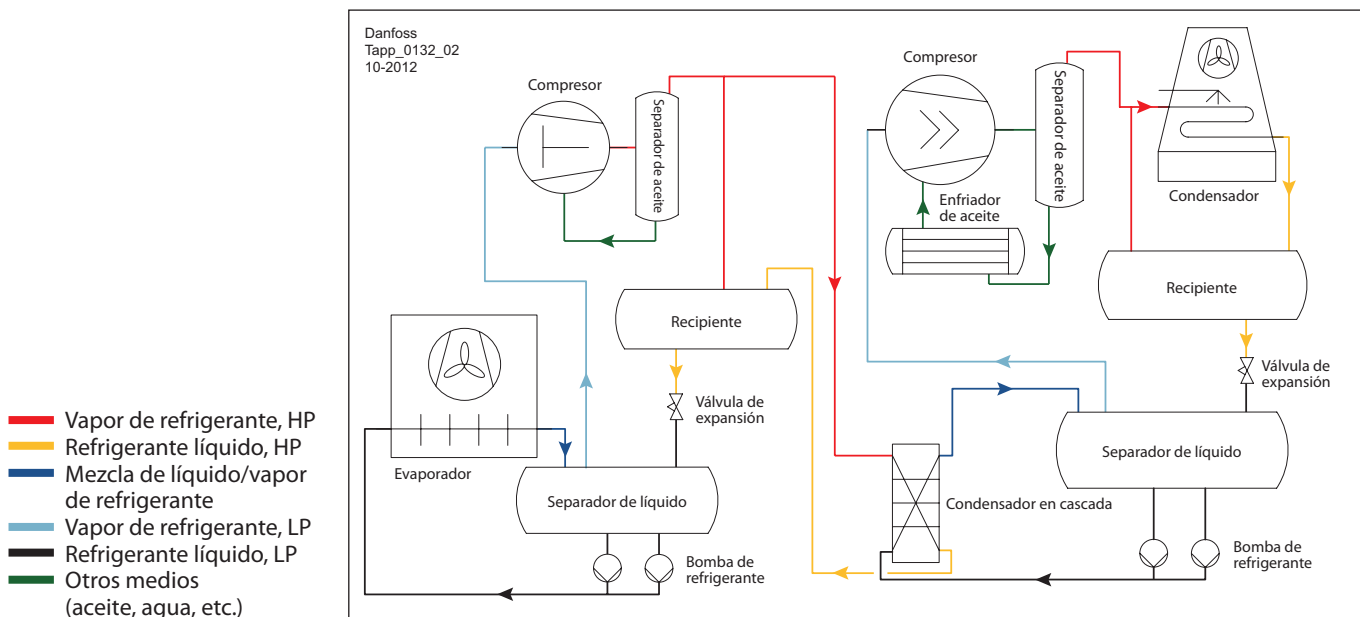 Danfoss
Tapp_0132_02
10-2012
Compresor
Separador de aceite
Compresor
Separador de aceite
Condensador
Enfriador
de aceite
Recipiente
Recipiente
Válvula de
expansión
Válvula de
expansión
Evaporador
Separador de líquido
Separador de líquido
Condensador en cascada
Bomba de
refrigerante
Bomba de
refrigerante
Vapor de refrigerante, HP
Refrigerante líquido, HP
Mezcla de líquido/vapor
de refrigerante
Vapor de refrigerante, LP
Refrigerante líquido, LP
Otros medios
(aceite, agua, etc.)